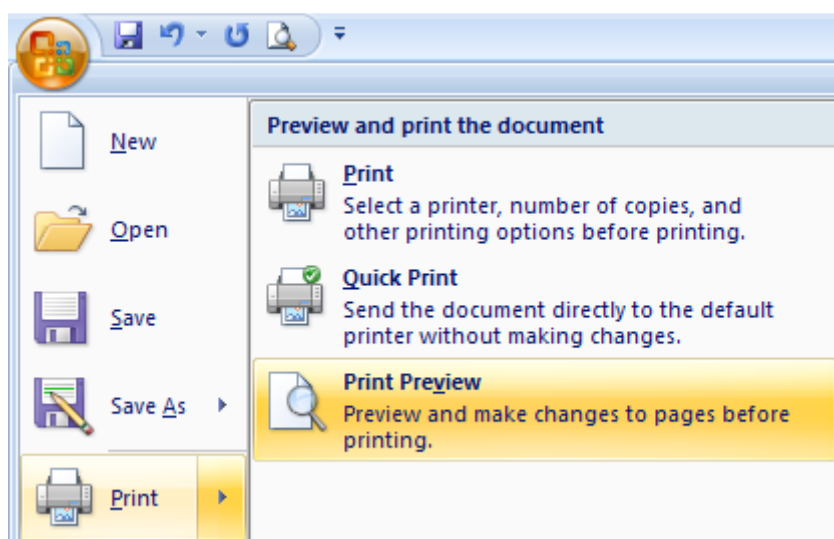 New
Open
Save
Save As
Print
Preview and print the document
Print
Select a printer, number of copies, and
other printing options before printing.
Quick Print
Send the document directly to the default
printer without making changes.
Print Preview
Preview and make changes to pages before
printing.